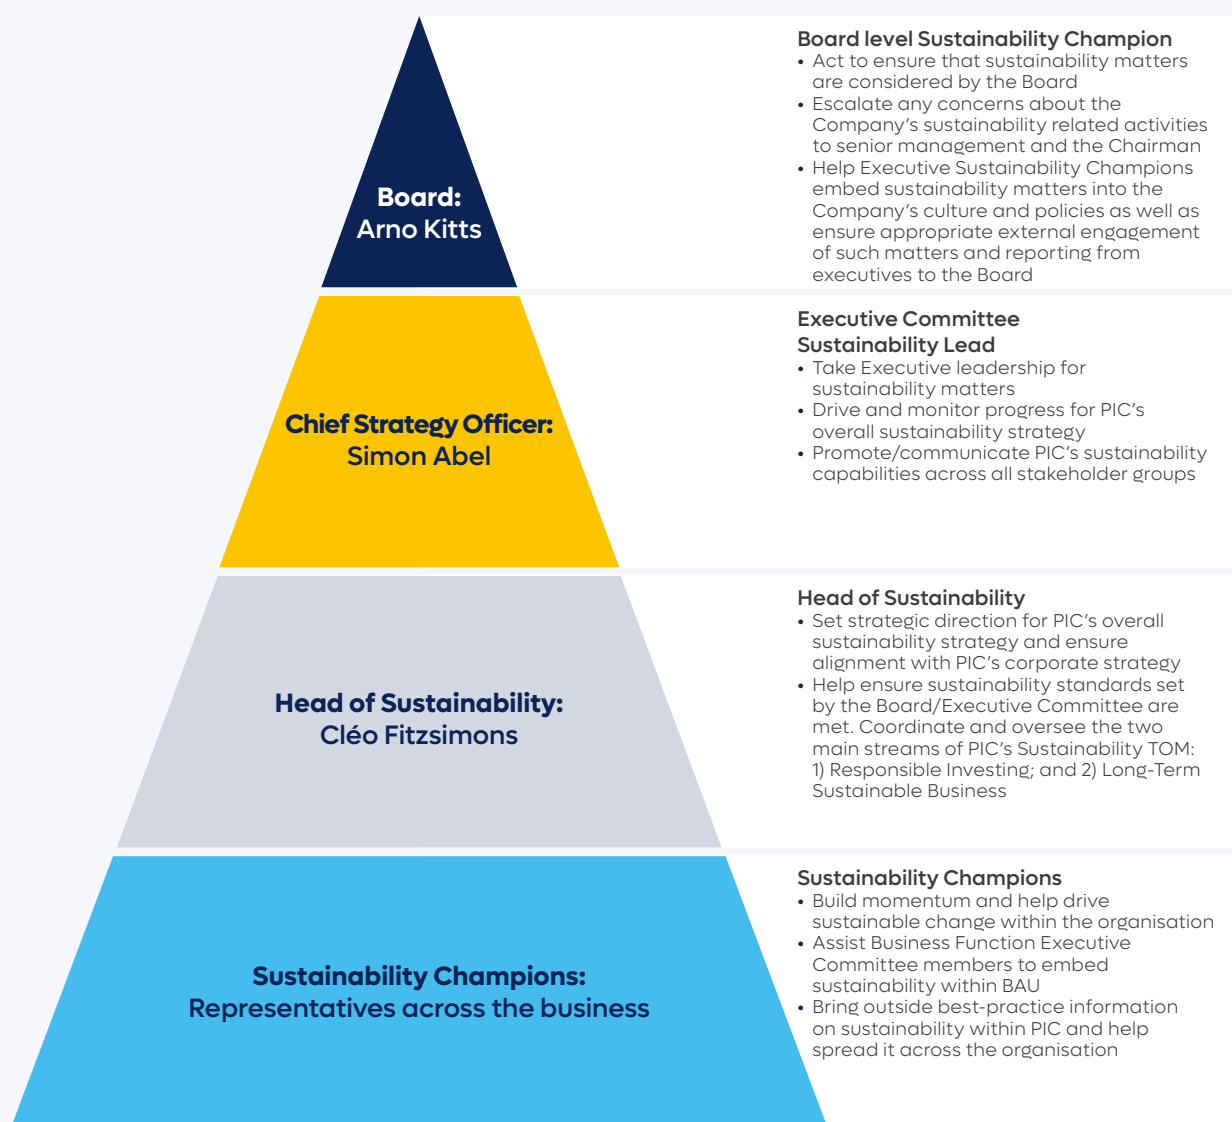 Board:
Arno Kitts
Board level Sustainability Champion
• Act to ensure that sustainability matters
are considered by the Board
• Escalate any concerns about the
Company’s sustainability related activities
to senior management and the Chairman
• Help Executive Sustainability Champions
embed sustainability matters into the
Company’s culture and policies as well as
ensure appropriate external engagement
of such matters and reporting from
executives to the Board
Chief Strategy Officer:
Simon Abel
Executive Committee
Sustainability Lead
• Take Executive leadership for
sustainability matters
• Drive and monitor progress for PIC’s
overall sustainability strategy
• Promote/communicate PIC’s sustainability
capabilities across all stakeholder groups
Head of Sustainability:
Cléo Fitzsimons
Head of Sustainability
• Set strategic direction for PIC’s overall
sustainability strategy and ensure
alignment with PIC’s corporate strategy
• Help ensure sustainability standards set
by the Board/Executive Committee are
met. Coordinate and oversee the two
main streams of PIC’s Sustainability TOM:
1) Responsible Investing; and 2) Long-Term
Sustainable Business
Sustainability Champions:
Representatives across the business
Sustainability Champions
• Build momentum and help drive
sustainable change within the organisation
• Assist Business Function Executive
Committee members to embed
sustainability within BAU
• Bring outside best-practice information
on sustainability within PIC and help
spread it across the organisation